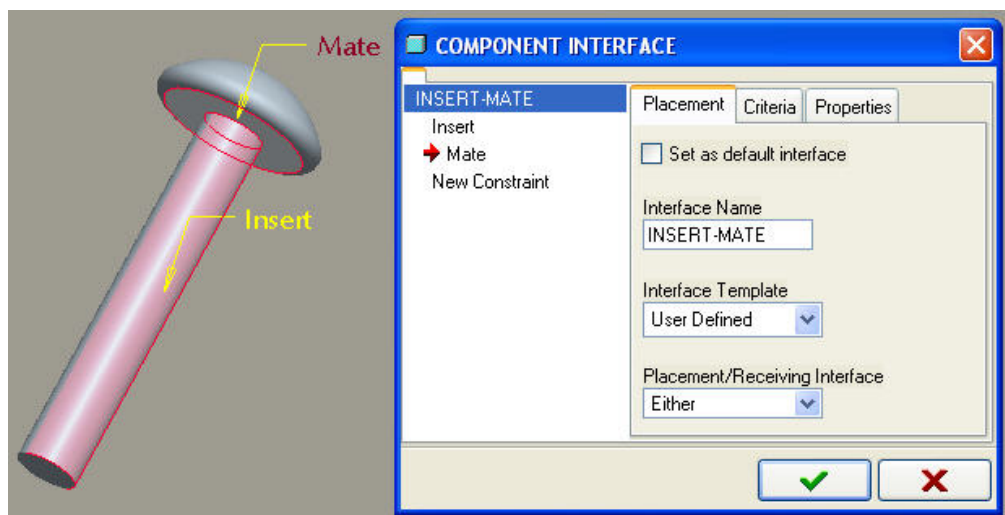 Mate
Insert
COMPONENT INTERFACE
INSERT-MATE
Insert
Mate
New Constraint
Placement Criteria Properties
Set as default interface
Interface Name
INSERT-MATE
Interface Template
User Defined
Placement/Receiving Interface
Either